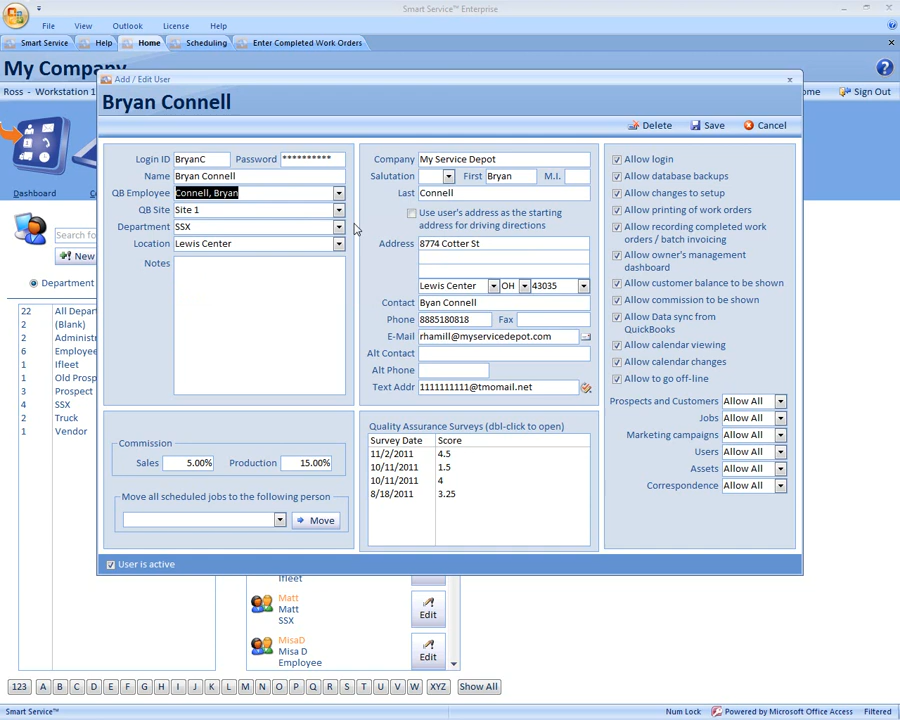 Smart Service™ Enterprise
File View Outlook License Help
Smart Service Help Home Scheduling Enter Completed Work Orders
My Company
Ross - Workstation 1
ome Sign Out
Add / Edit User
Bryan Connell
Delete Save Cancel
Dashboard
Search fo
New
Department
22 All Depar
2 (Blank)
2 Administr
6 Employee
1 Ifleet
1 Old Prosp
3 Prospect
4 SSX
2 Truck
1 Vendor
Login ID BryanC Password **********
Name Bryan Connell
QB Employee Connell, Bryan
QB Site Site 1
Department SSX
Location Lewis Center
Notes
Commission
Sales 5.00% Production 15.00%
Move all scheduled jobs to the following person
Move
Company My Service Depot
Salutation First Bryan M.I.
Last Connell
Use user's address as the starting
address for driving directions
Address 8774 Cotter St
Lewis Center OH 43035
Contact Byan Connell
Phone 8885180818 Fax
E-Mail rhamill@myservicedepot.com
Alt Contact
Alt Phone
Text Addr 1111111111@tmomail.net
Quality Assurance Surveys (dbl-click to open)
Survey Date Score
11/2/2011 4.5
10/11/2011 1.5
10/11/2011 4
8/18/2011 3.25
Allow login
Allow database backups
Allow changes to setup
Allow printing of work orders
Allow recording completed work
orders / batch invoicing
Allow owner's management
dashboard
Allow customer balance to be shown
Allow commission to be shown
Allow Data sync from
QuickBooks
Allow calendar viewing
Allow calendar changes
Allow to go off-line
Prospects and Customers Allow All
Jobs Allow All
Marketing campaigns Allow All
Users Allow All
Assets Allow All
Correspondence Allow All
User is active
Ifleet
Matt
Matt
SSX
Edit
MisaD
Misa D
Employee
Edit
123 A B C D E F G H I J K L M N O P Q R S T U V W XYZ Show All
Smart Service™ Num Lock Powered by Microsoft Office Access Filtered